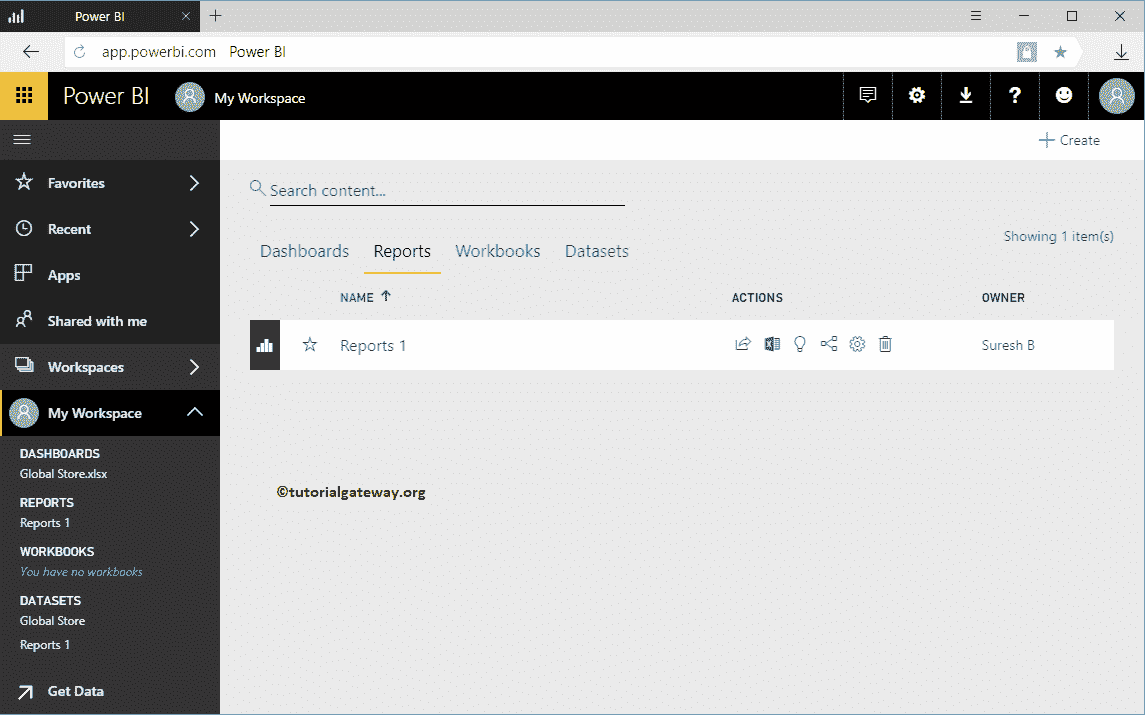 Power BI
app.powerbi.com Power BI
Power BI My Workspace
Create
Favorites
Recent
Apps
Shared with me
Workspaces
My Workspace
DASHBOARDS
Global Store.xlsx
REPORTS
Reports 1
WORKBOOKS
You have no workbooks
DATASETS
Global Store
Reports 1
Get Data
Search content...
Showing 1 item(s)
Dashboards Reports Workbooks Datasets
NAME ACTIONS OWNER
Reports 1 Suresh B
©tutorialgateway.org